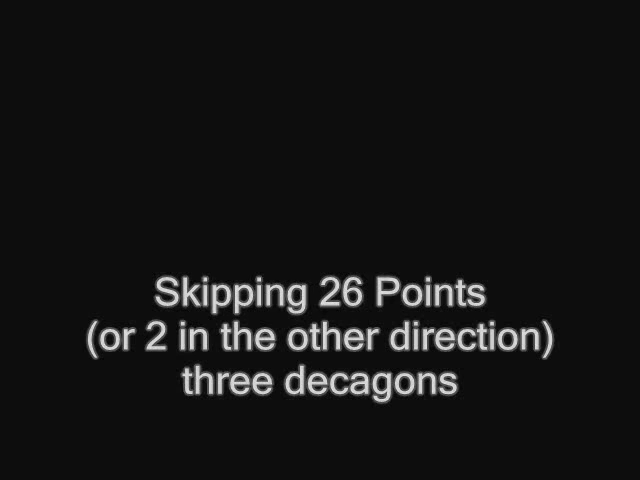 Skipping 26 Points
(or 2 in the other direction)
three decagons